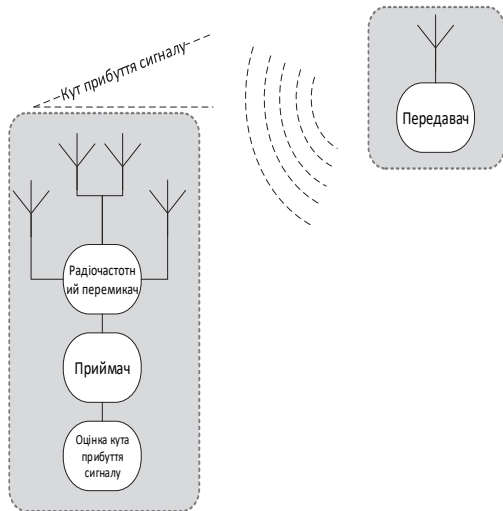 Кут прибуття сигналу
Передавач
Радіочастотн
ий перемикач
Приймач
Оцінка кута
прибуття
сигналу